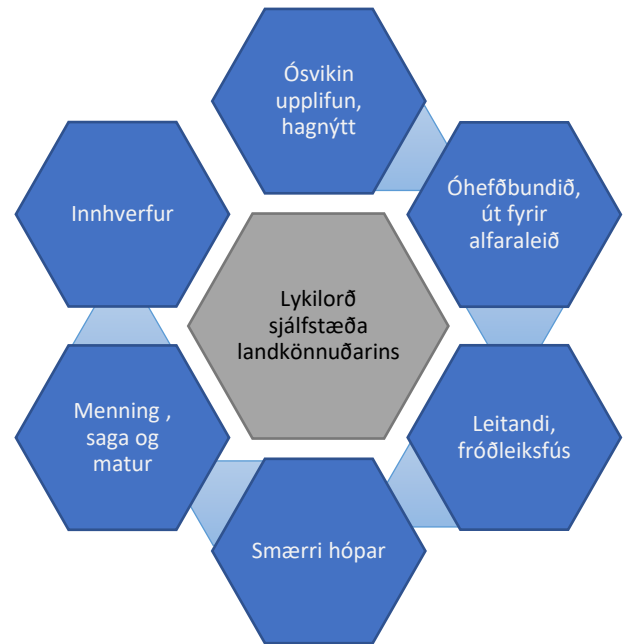 Ósvikin
upplifun,
hagnýtt
Óhefðbundið,
út fyrir
alfaraleið
Innhverfur
Lykilorð
sjálfstæða
landkönnuðarins
Menning ,
saga og
matur
Leitandi,
fróðleiksfús
Smærri hópar